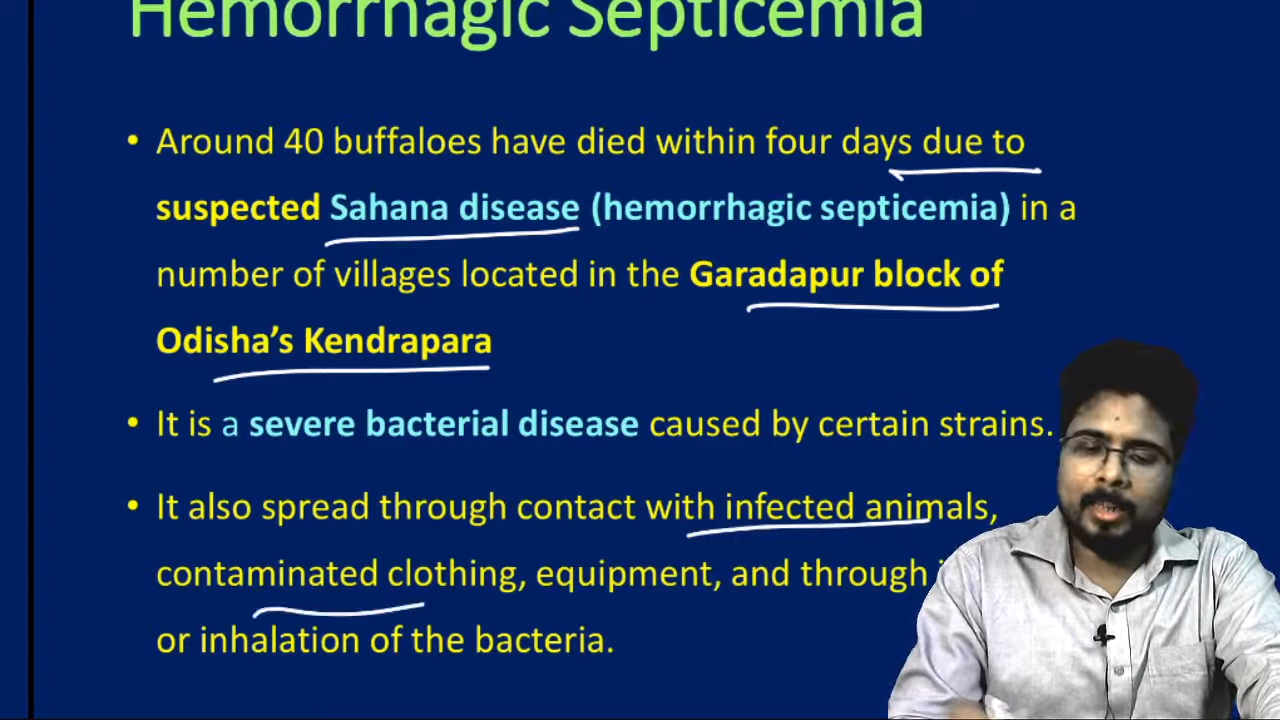 Hemorrhagic Septicemia
• Around 40 buffaloes have died within four days due to
suspected Sahana disease (hemorrhagic septicemia) in a
number of villages located in the Garadapur block of
Odisha’s Kendrapara
• It is a severe bacterial disease caused by certain strains.
• It also spread through contact with infected animals,
contaminated clothing, equipment, and through
or inhalation of the bacteria.